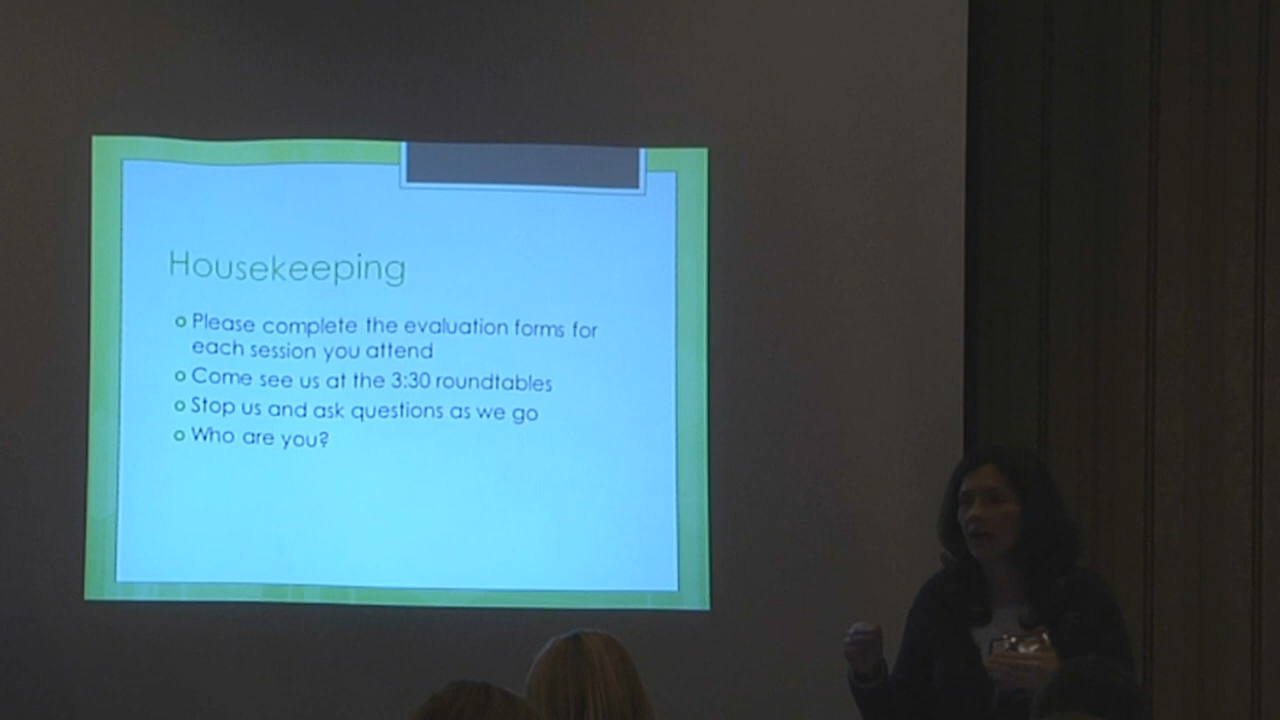 Housekeeping
Please complete the evaluation forms for
each session you attend
Come see us at the 3:30 roundtables
Stop us and ask questions as we go
Who are you?